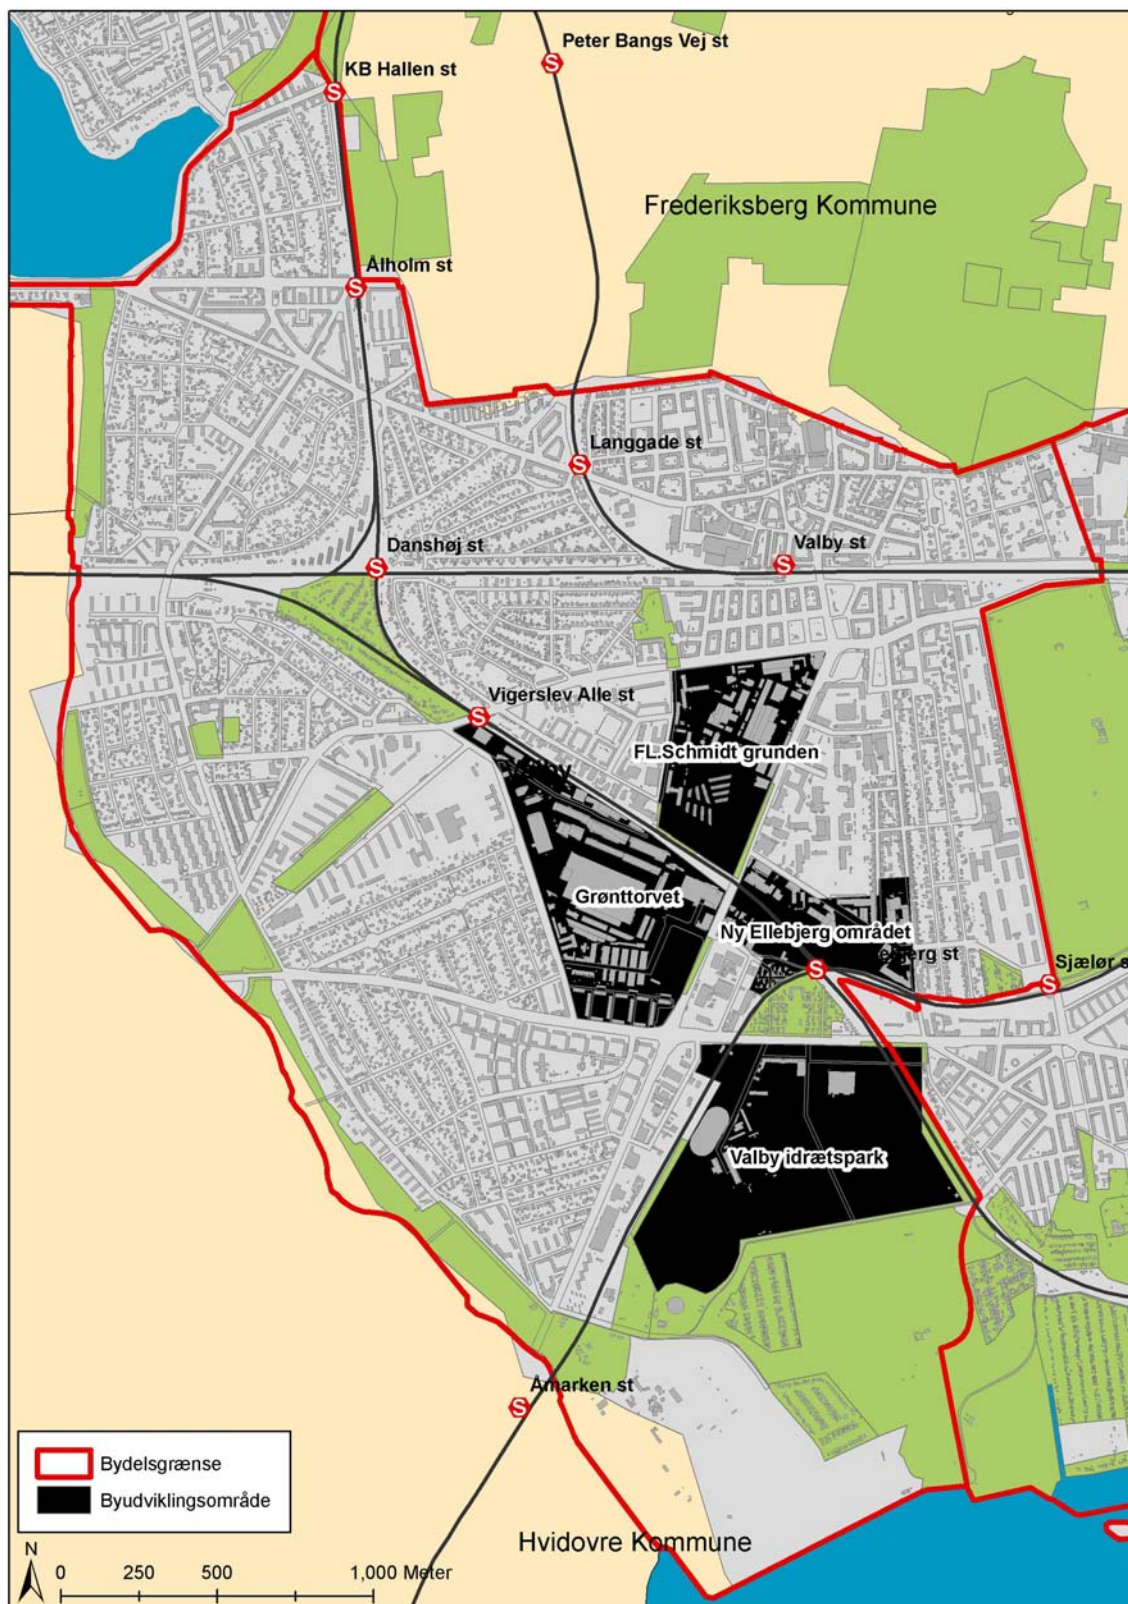 Peter Bangs Vej st
KB Hallen st
Frederiksberg Kommune
Ålholm st
Langgade st
Danshøj st
Valby st
Vigerslev Alle st
FL.Schmidt grunden
Grønttorvet
Ny Ellebjerg området
Sjælør s
Valby idrætspark
Åmarken st
Bydelsgrænse
Byudviklingsområde
Hvidovre Kommune
N
0 250 500 1,000 Meter
S
S
S
S
S
S
S
S
S
S